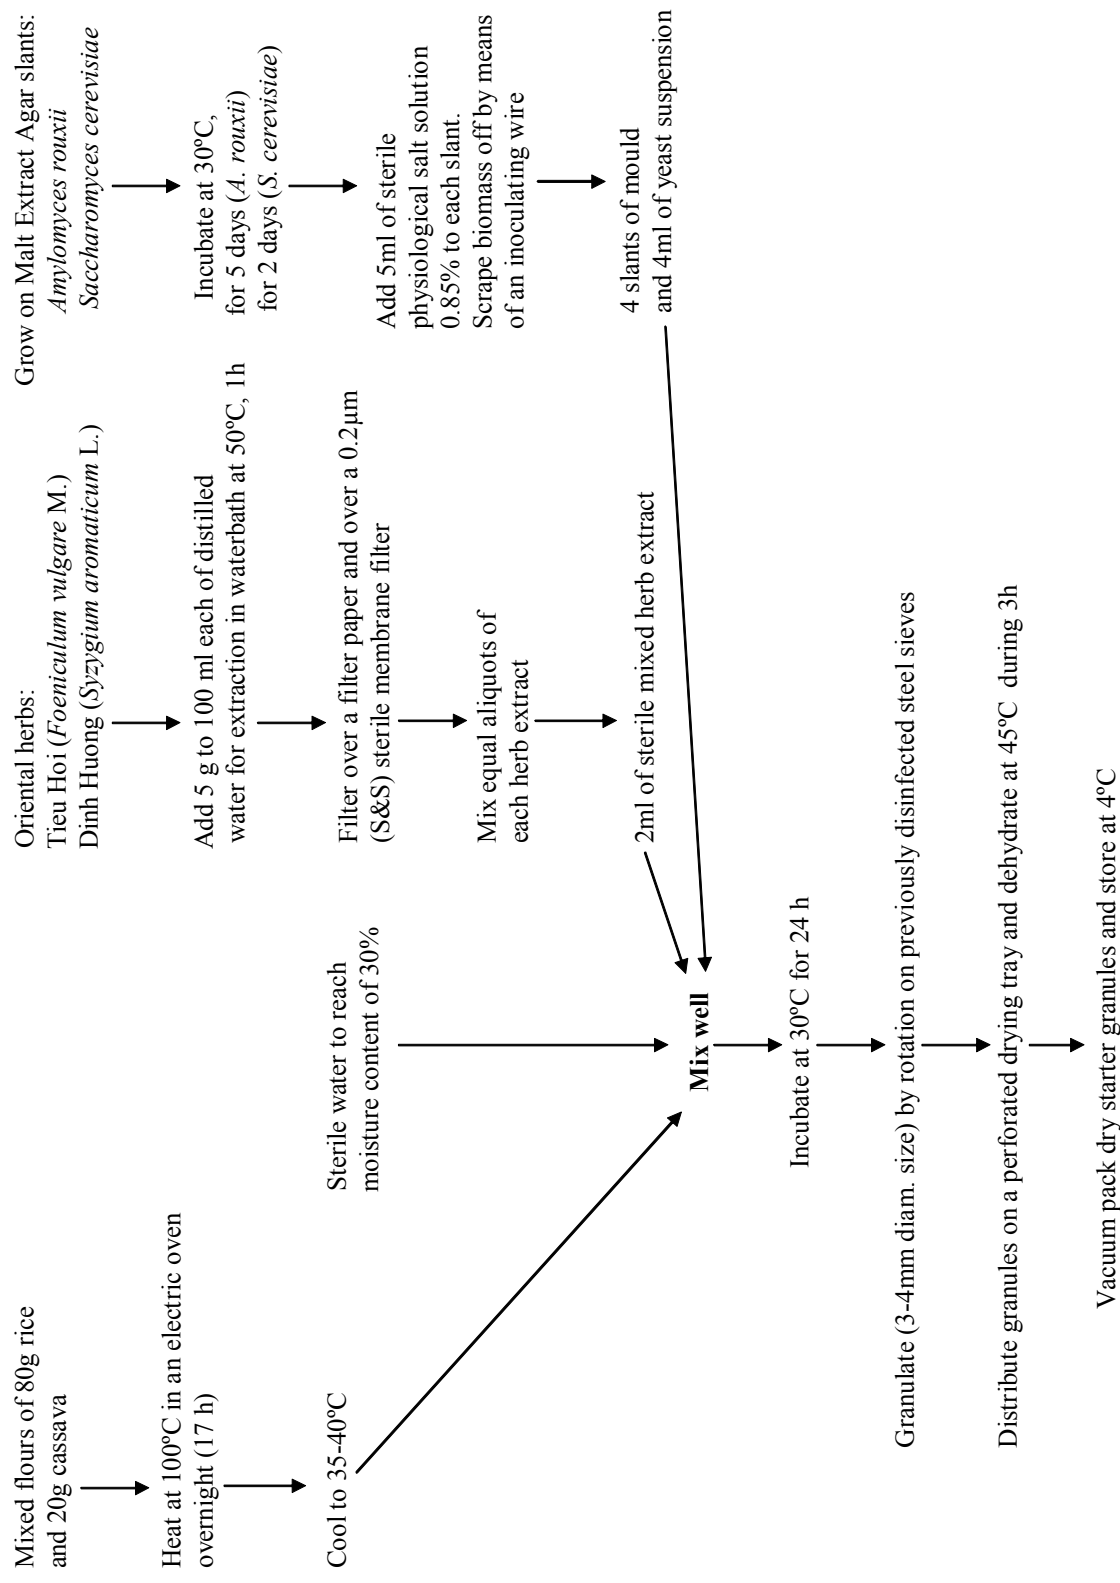 Mixed flours of 80g rice
and 20g cassava
Heat at 100ºC in an electric oven
overnight (17 h)
Cool to 35-40ºC
Sterile water to reach
moisture content of 30%
Oriental herbs:
Tieu Hoi (Foeniculum vulgare M.)
Dinh Huong (Syzygium aromaticum L.)
Add 5 g to 100 ml each of distilled
water for extraction in waterbath at 50ºC, 1h
Filter over a filter paper and over a 0.2µm
(S&S) sterile membrane filter
Mix equal aliquots of
each herb extract
2ml of sterile mixed herb extract
Grow on Malt Extract Agar slants:
Amylomyces rouxii
Saccharomyces cerevisiae
Incubate at 30ºC,
for 5 days (A. rouxii)
for 2 days (S. cerevisiae)
Add 5ml of sterile
physiological salt solution
0.85% to each slant.
Scrape biomass off by means
of an inoculating wire
4 slants of mould
and 4ml of yeast suspension
Mix well
Incubate at 30ºC for 24 h
Granulate (3-4mm diam. size) by rotation on previously disinfected steel sieves
Distribute granules on a perforated drying tray and dehydrate at 45ºC during 3h
Vacuum pack dry starter granules and store at 4ºC